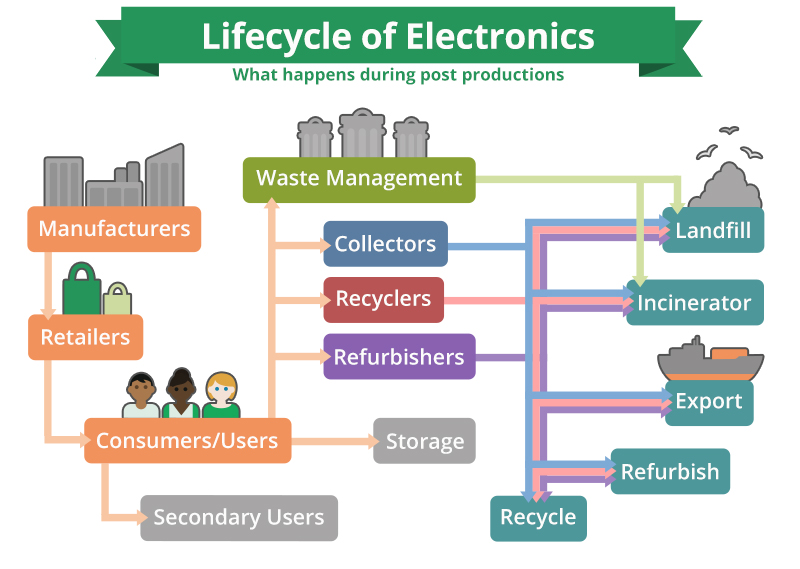 Lifecycle of Electronics
What happens during post productions
Waste Management
Manufacturers
Collectors
Landfill
Recyclers
Incinerator
Retailers
Refurbishers
Export
Consumers/Users
Storage
Refurbish
Secondary Users
Recycle